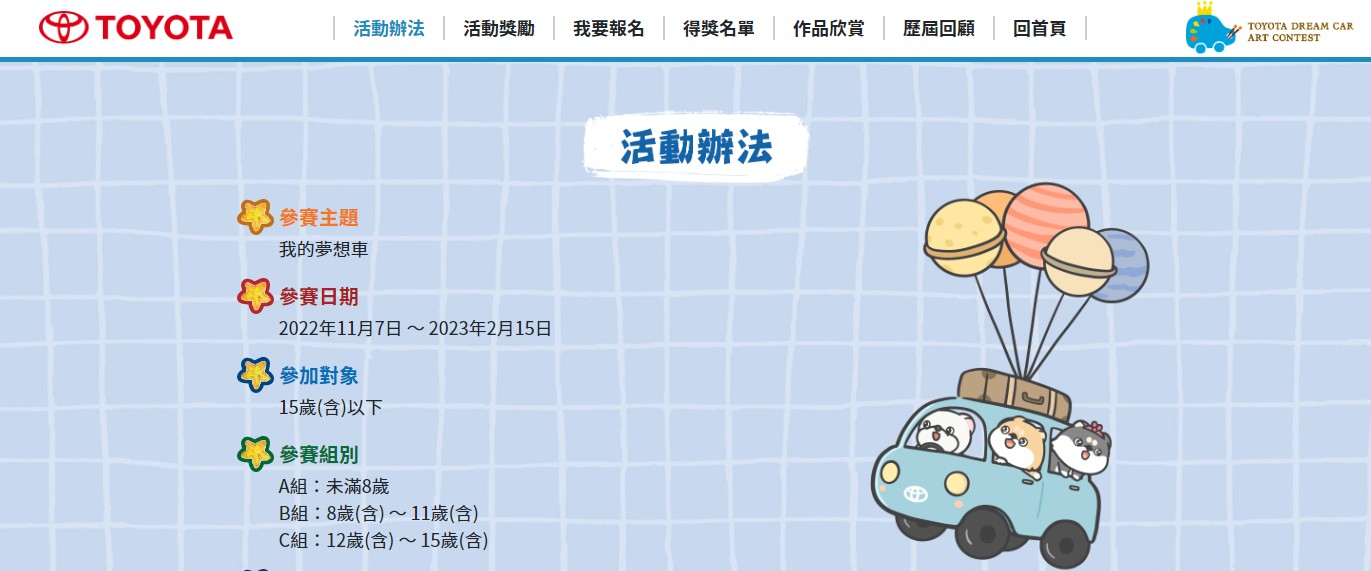 TOYOTA
活動辦法
活動獎勵
我要報名
得獎名單
作品欣賞
歷屆回顧
回首頁
TOYOTA DREAM CAR
ART CONTEST
活動辦法
參賽主題
我的夢想車
參賽日期
2022年11月7日 ～ 2023年2月15日
參加對象
15歲(含)以下
參賽組別
A組：未滿8歲
B組：8歲(含) ～ 11歲(含)
C組：12歲(含) ～ 15歲(含)